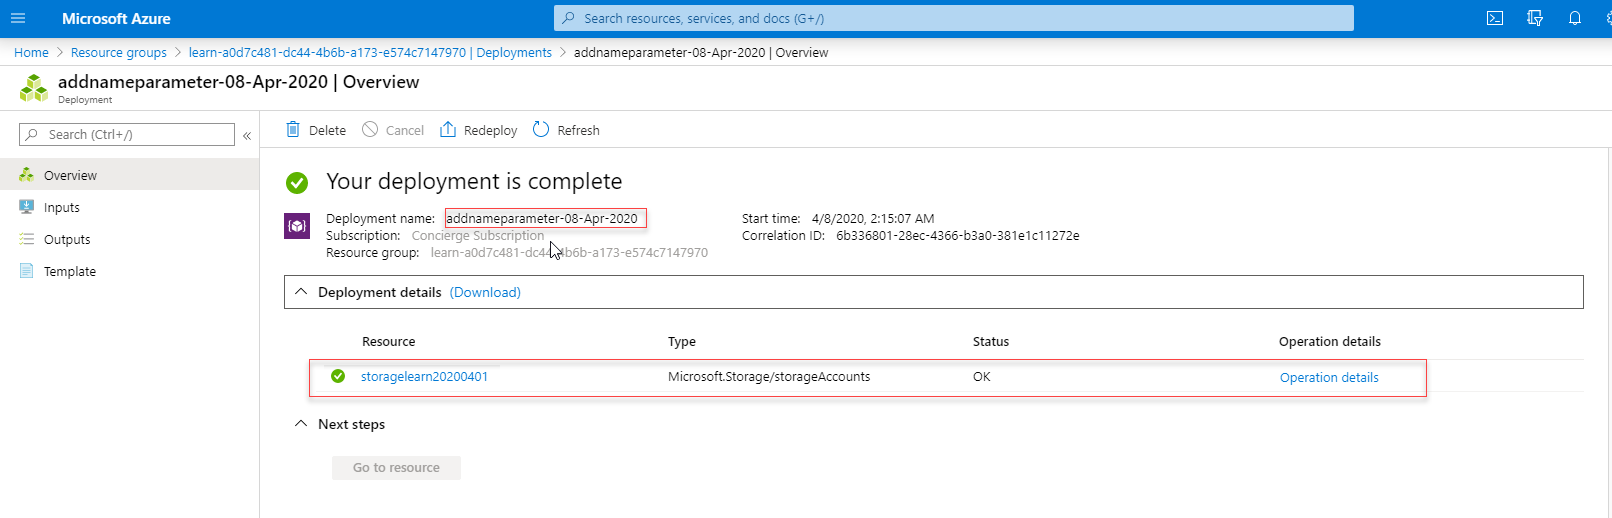 Microsoft Azure
Search resources, services, and docs (G+/)
Home > Resource groups > learn-a0d7c481-dc44-4b6b-a173-e574c7147970 | Deployments > addnameparameter-08-Apr-2020 | Overview
addnameparameter-08-Apr-2020 | Overview
Deployment
Search (Ctrl+/) «
Delete Cancel Redeploy Refresh
Overview
Inputs
Outputs
Template
Your deployment is complete
Deployment name: addnameparameter-08-Apr-2020
Subscription: Concierge Subscription
Resource group: learn-a0d7c481-dc44-4b6b-a173-e574c7147970
Start time: 4/8/2020, 2:15:07 AM
Correlation ID: 6b336801-28ec-4366-b3a0-381e1c11272e
Deployment details (Download)
Resource Type Status Operation details
storagelearn20200401 Microsoft.Storage/storageAccounts OK Operation details
Next steps
Go to resource